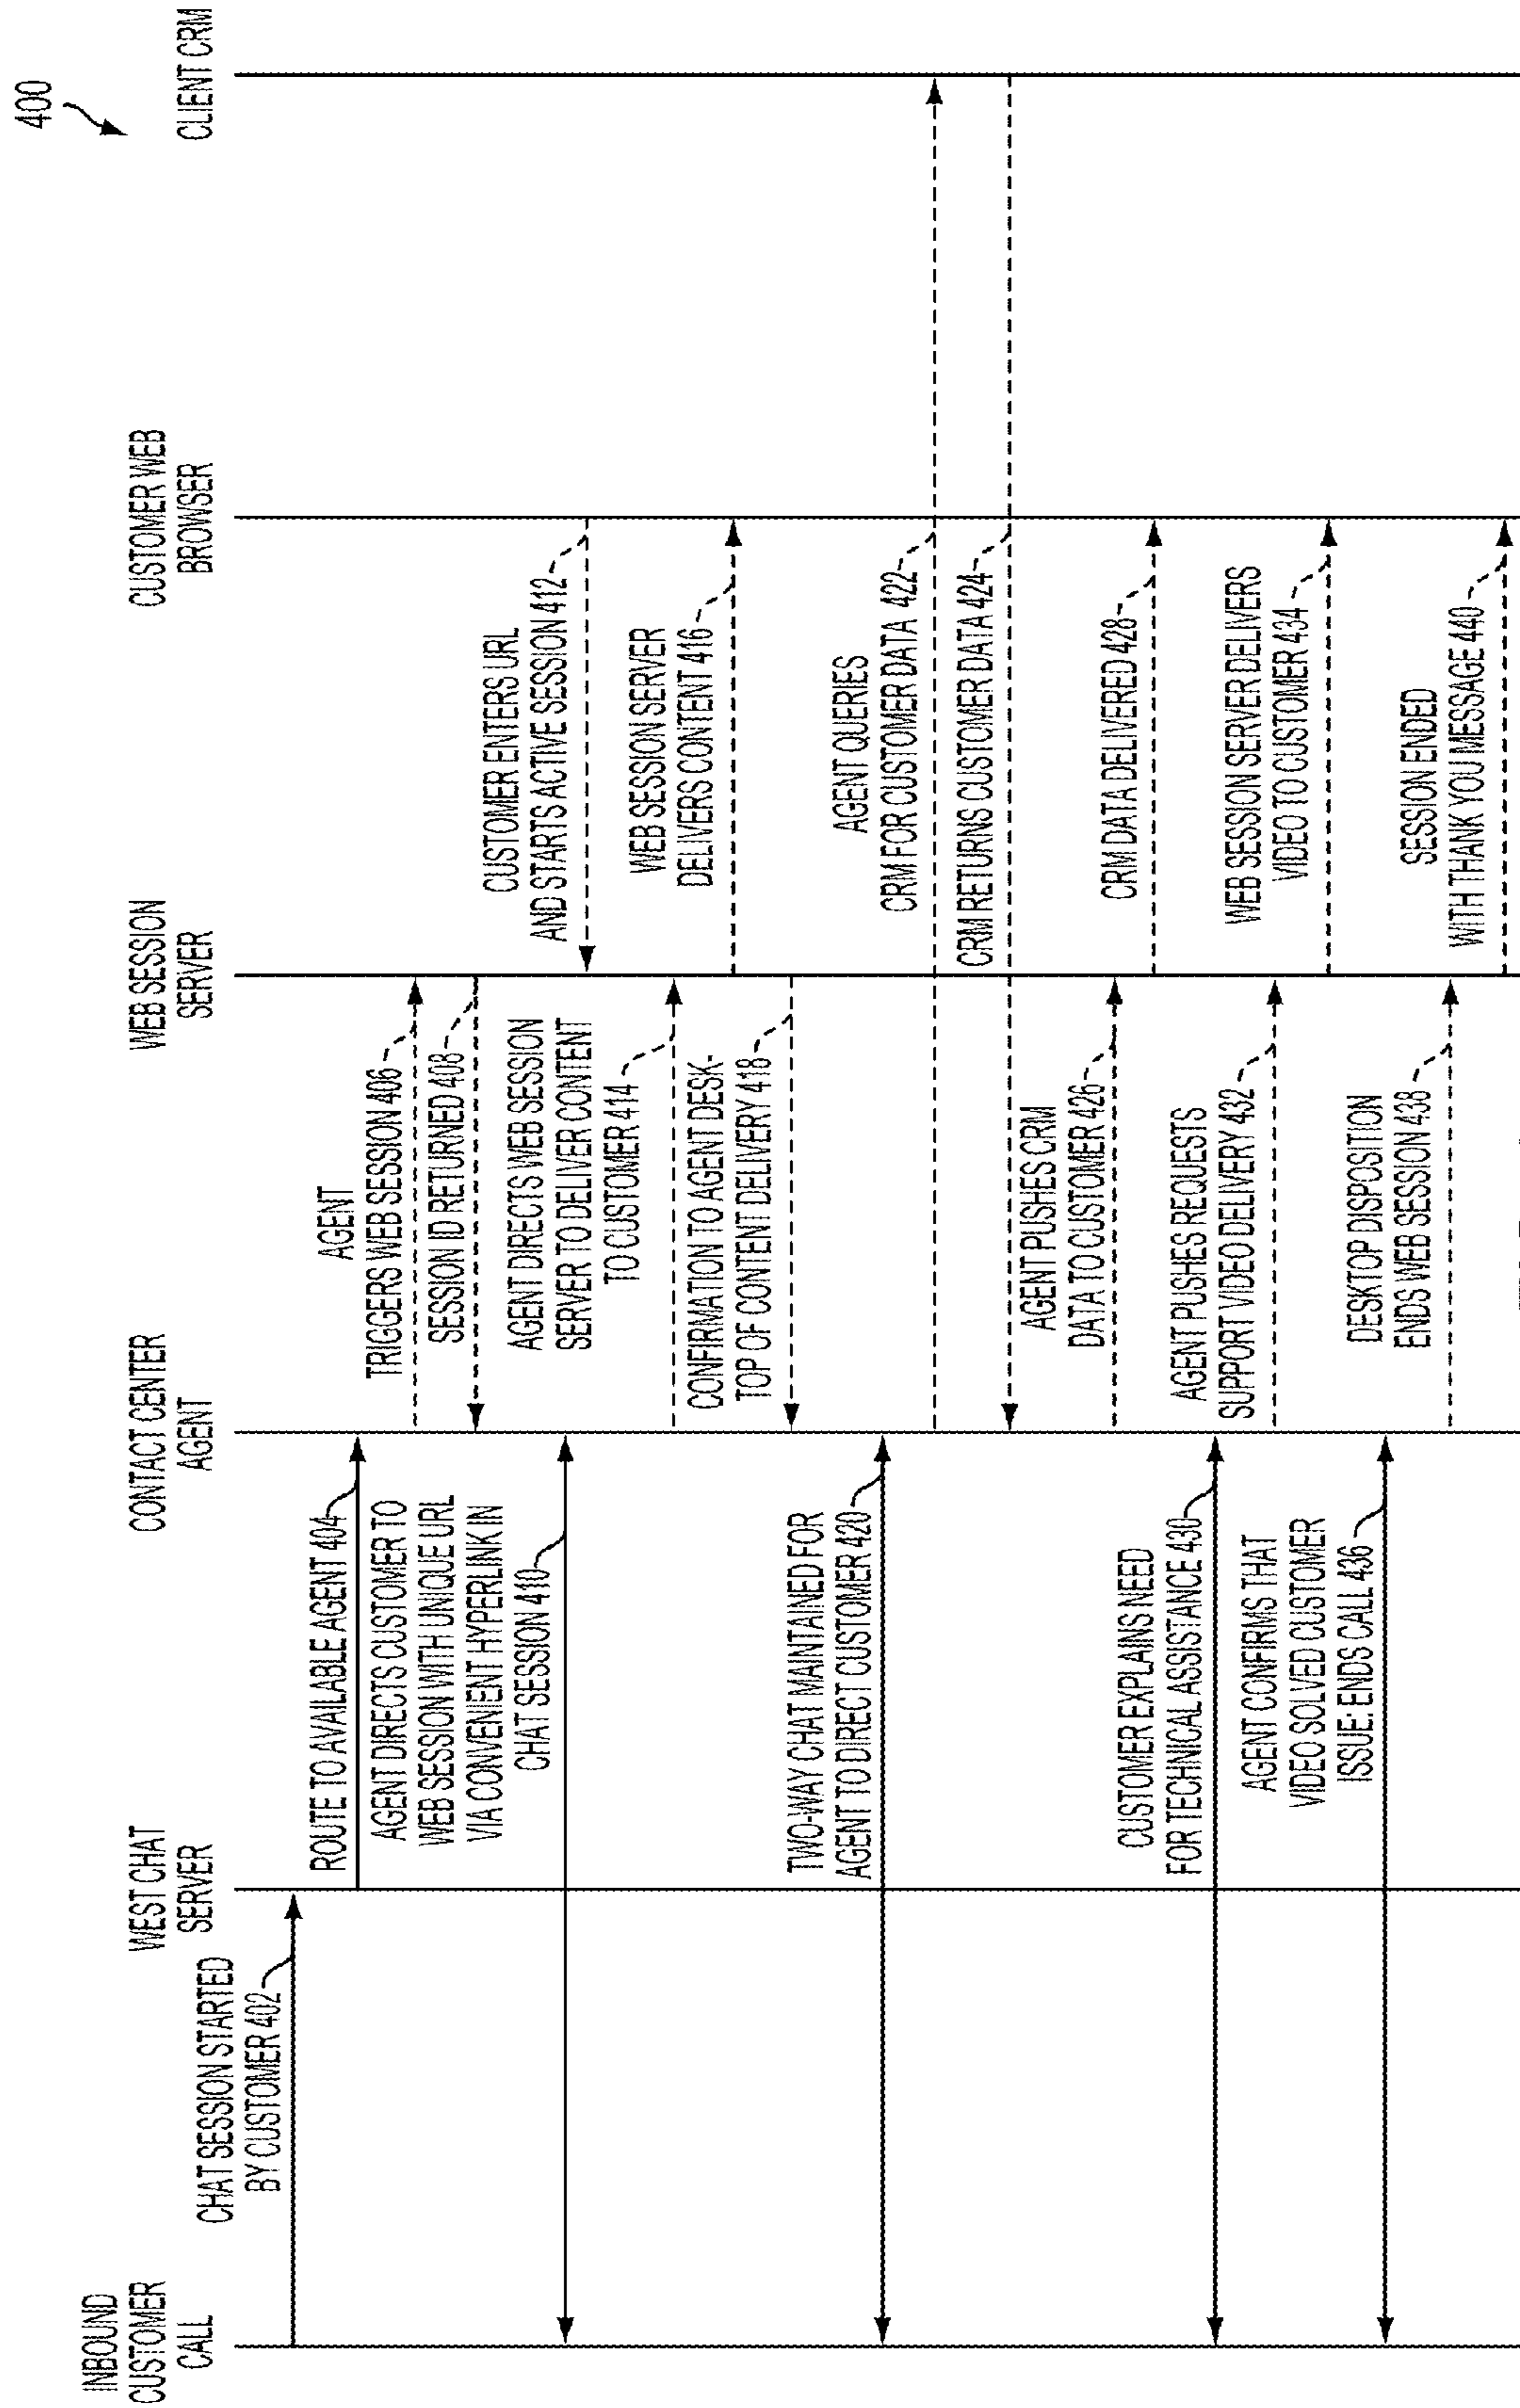 400
INBOUND
CUSTOMER
CALL
WEST CHAT
SERVER
CONTACT CENTER
AGENT
WEB SESSION
SERVER
CUSTOMER WEB
BROWSER
CLIENT CRM
CHAT SESSION STARTED
BY CUSTOMER 402
ROUTE TO AVAILABLE AGENT 404
AGENT
TRIGGERS WEB SESSION 406
SESSION ID RETURNED 408
AGENT DIRECTS CUSTOMER TO
WEB SESSION WITH UNIQUE URL
VIA CONVENIENT HYPERLINK IN
CHAT SESSION 410
CUSTOMER ENTERS URL
AND STARTS ACTIVE SESSION 412
AGENT DIRECTS WEB SESSION
SERVER TO DELIVER CONTENT
TO CUSTOMER 414
WEB SESSION SERVER
DELIVERS CONTENT 416
CONFIRMATION TO AGENT DESK-
TOP OF CONTENT DELIVERY 418
TWO-WAY CHAT MAINTAINED FOR
AGENT TO DIRECT CUSTOMER 420
AGENT QUERIES
CRM FOR CUSTOMER DATA 422
CRM RETURNS CUSTOMER DATA 424
AGENT PUSHES CRM
DATA TO CUSTOMER 426
CRM DATA DELIVERED 428
CUSTOMER EXPLAINS NEED
FOR TECHNICAL ASSISTANCE 430
AGENT PUSHES REQUESTS
SUPPORT VIDEO DELIVERY 432
WEB SESSION SERVER DELIVERS
VIDEO TO CUSTOMER 434
AGENT CONFIRMS THAT
VIDEO SOLVED CUSTOMER
ISSUE: ENDS CALL 436
DESKTOP DISPOSITION
ENDS WEB SESSION 438
SESSION ENDED
WITH THANK YOU MESSAGE 440